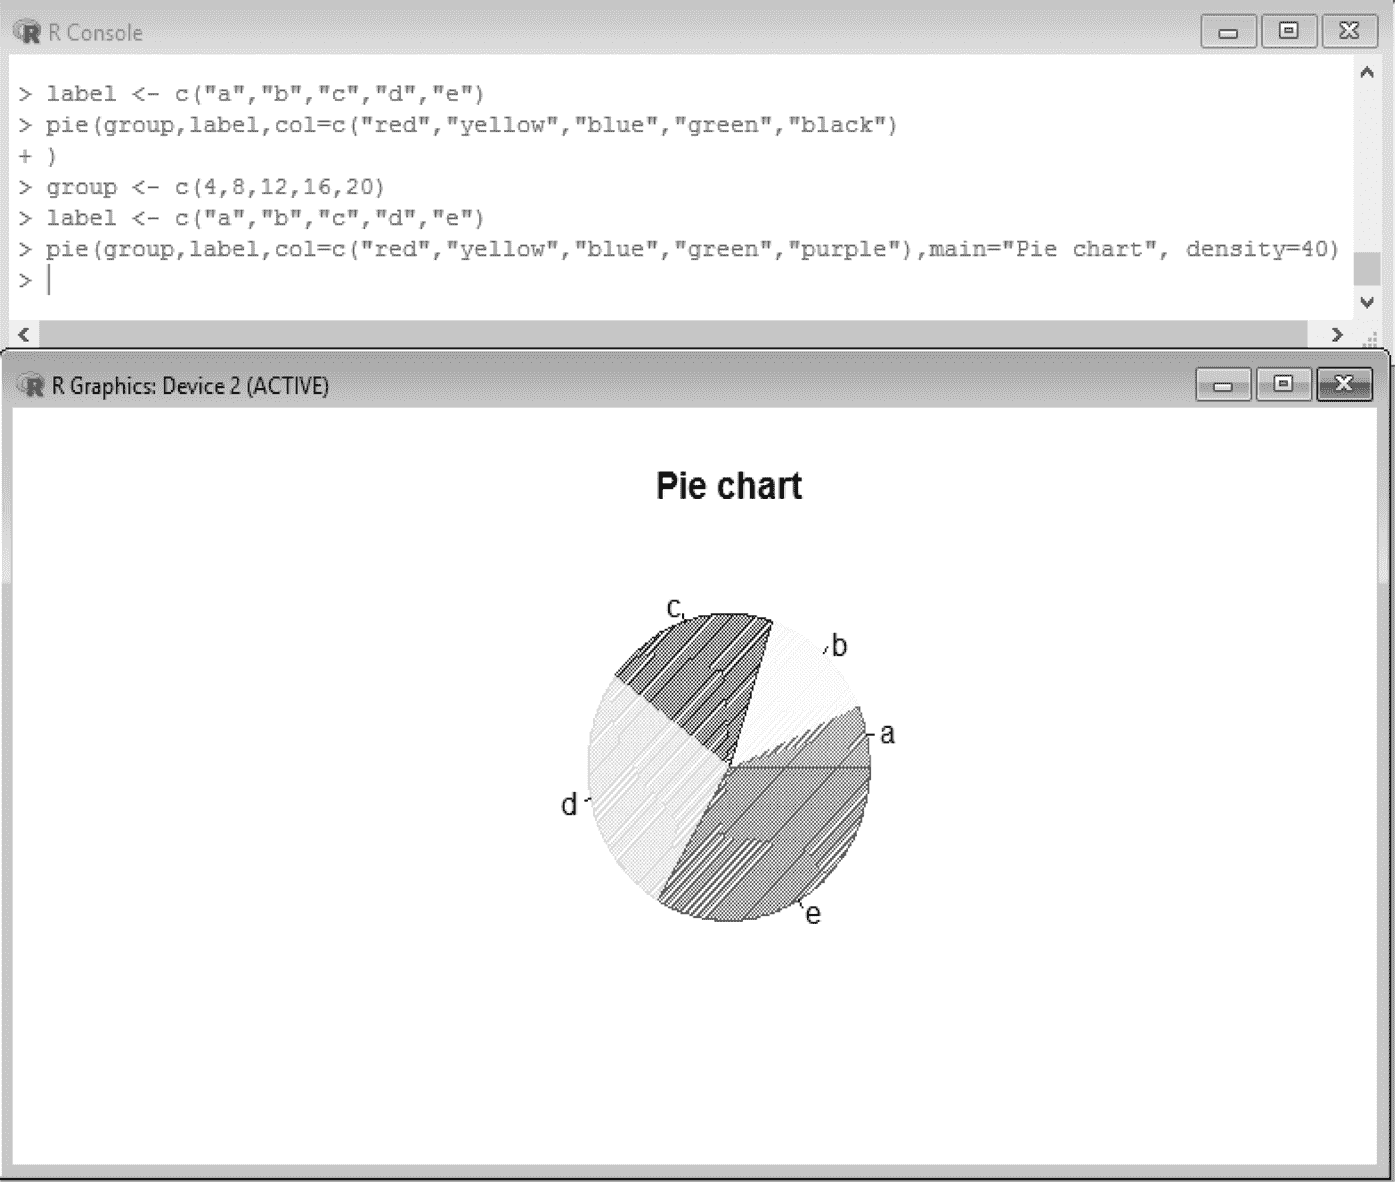 R Console
> label <- c("a","b","c","d","e")
> pie(group,label,col=c("red","yellow","blue","green","black")
+ )
> group <- c(4,8,12,16,20)
> label <- c("a","b","c","d","e")
> pie(group,label,col=c("red","yellow","blue","green","purple"),main="Pie chart", density=40)
>
R Graphics: Device 2 (ACTIVE)
Pie chart
c
b
a
d
e